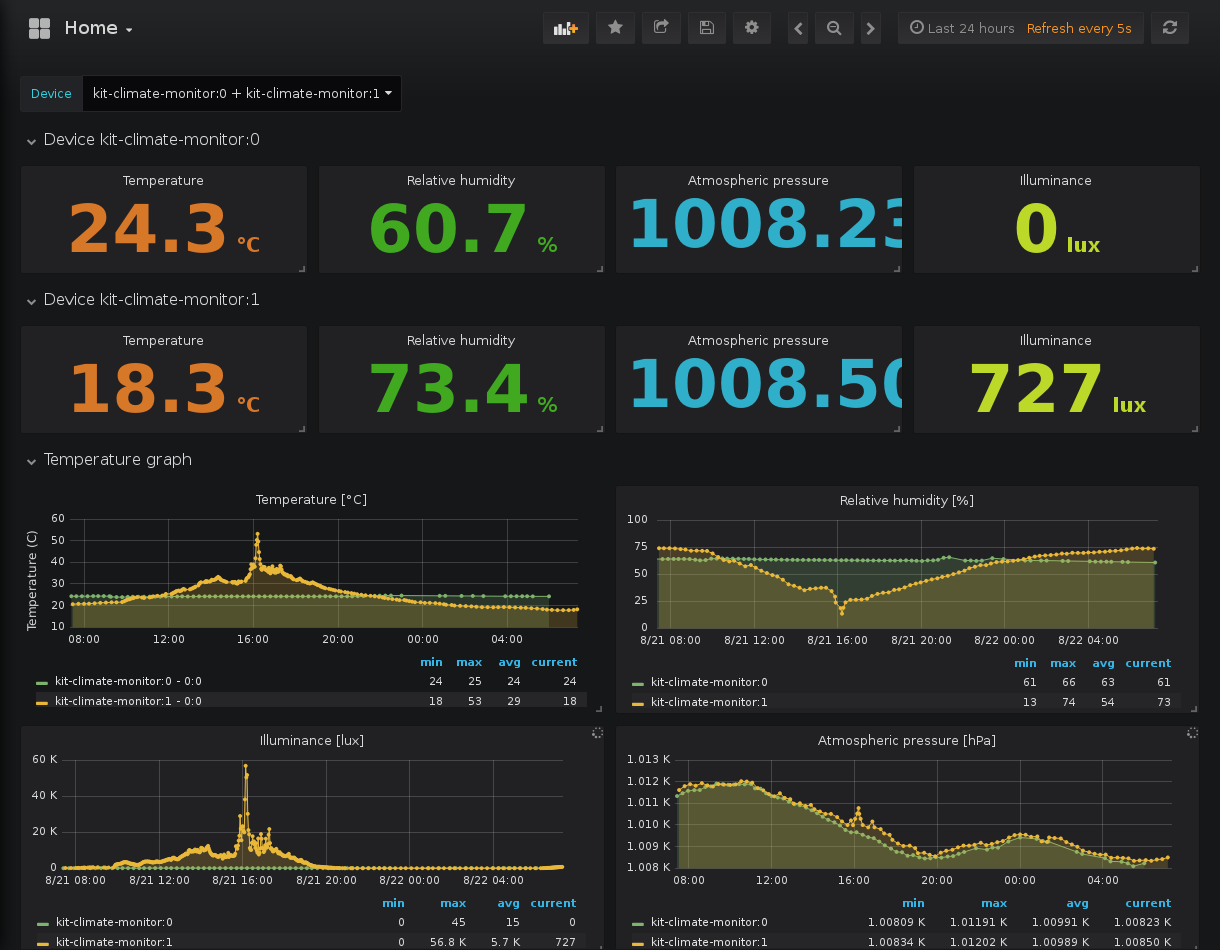 Home
Last 24 hours Refresh every 5s
Device kit-climate-monitor:0 + kit-climate-monitor:1
Device kit-climate-monitor:0
Temperature Relative humidity Atmospheric pressure Illuminance
24.3 °C 60.7 % 1008.23 0 lux
Device kit-climate-monitor:1
Temperature Relative humidity Atmospheric pressure Illuminance
18.3 °C 73.4 % 1008.50 727 lux
Temperature graph
Temperature [°C]
Temperature (C)
60
50
40
30
20
10
08:00 12:00 16:00 20:00 00:00 04:00
min max avg current
kit-climate-monitor:0 - 0:0 24 25 24 24
kit-climate-monitor:1 - 0:0 18 53 29 18
Relative humidity [%]
100
75
50
25
0
8/21 08:00 8/21 12:00 8/21 16:00 8/21 20:00 8/22 00:00 8/22 04:00
min max avg current
kit-climate-monitor:0 61 66 63 61
kit-climate-monitor:1 13 74 54 73
Illuminance [lux]
60 K
40 K
20 K
0
8/21 08:00 8/21 12:00 8/21 16:00 8/21 20:00 8/22 00:00 8/22 04:00
min max avg current
kit-climate-monitor:0 0 45 15 0
kit-climate-monitor:1 0 56.8 K 5.7 K 727
Atmospheric pressure [hPa]
1.013 K
1.012 K
1.011 K
1.010 K
1.009 K
1.008 K
08:00 12:00 16:00 20:00 00:00 04:00
min max avg current
kit-climate-monitor:0 1.00809 K 1.01191 K 1.00991 K 1.00823 K
kit-climate-monitor:1 1.00834 K 1.01202 K 1.00989 K 1.00850 K